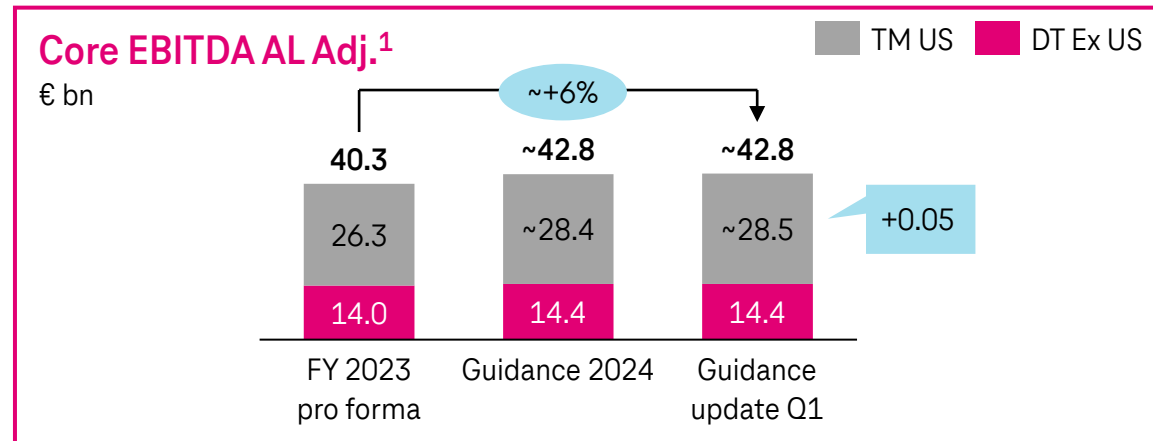 Core EBITDA AL Adj.1
€ bn
TM US
DT Ex US
~+6%
40.3
~42.8
~42.8
26.3
~28.4
~28.5
+0.05
14.0
14.4
14.4
FY 2023
pro forma
Guidance 2024
Guidance
update Q1